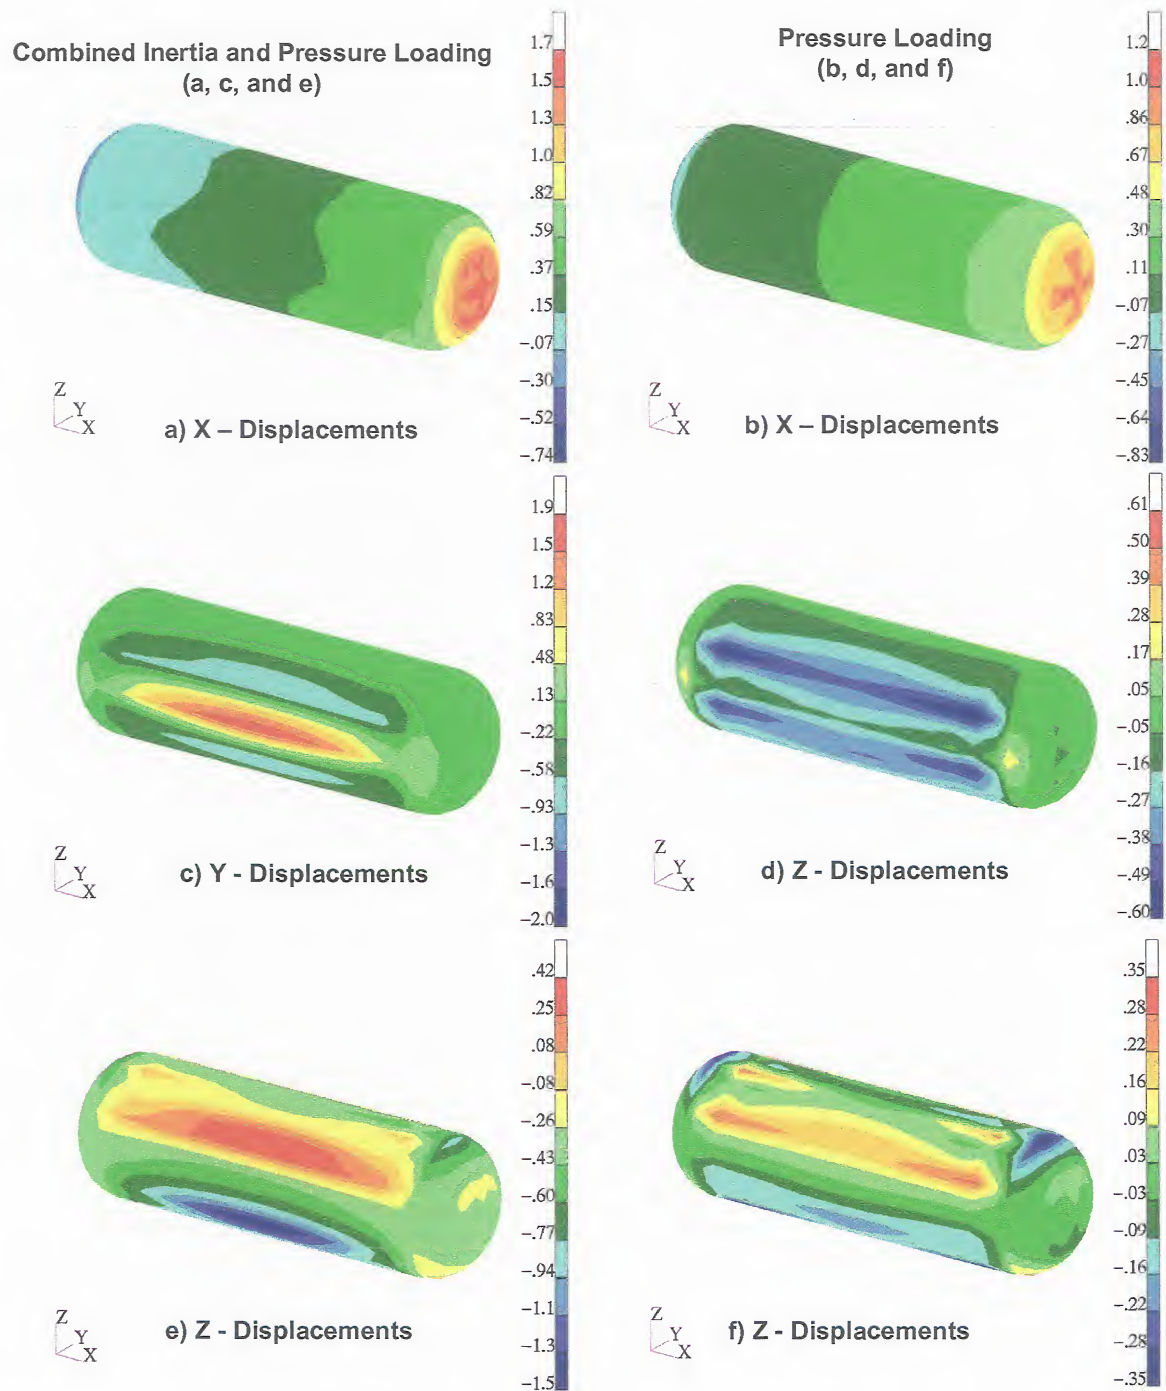 Combined Inertia and Pressure Loading
(a, c, and e)
1.7
1.5
1.3
1.0
.82
.59
.37
.15
-.07
-.30
-.52
-.74
Z
Y
X
a) X – Displacements
Pressure Loading
(b, d, and f)
1.2
1.0
.86
.67
.48
.30
.11
-.07
-.27
-.45
-.64
-.83
Z
Y
X
b) X – Displacements
1.9
1.5
1.2
.83
.48
.13
-.22
-.58
-.93
-1.3
-1.6
-2.0
Z
Y
X
c) Y - Displacements
.61
.50
.39
.28
.17
.05
-.05
-.16
-.27
-.38
-.49
-.60
Z
Y
X
d) Z - Displacements
.42
.25
.08
-.08
-.26
-.43
-.60
-.77
-.94
-1.1
-1.3
-1.5
Z
Y
X
e) Z - Displacements
.35
.28
.22
.16
.09
.03
-.03
-.09
-.16
-.22
-.28
-.35
Z
Y
X
f) Z - Displacements